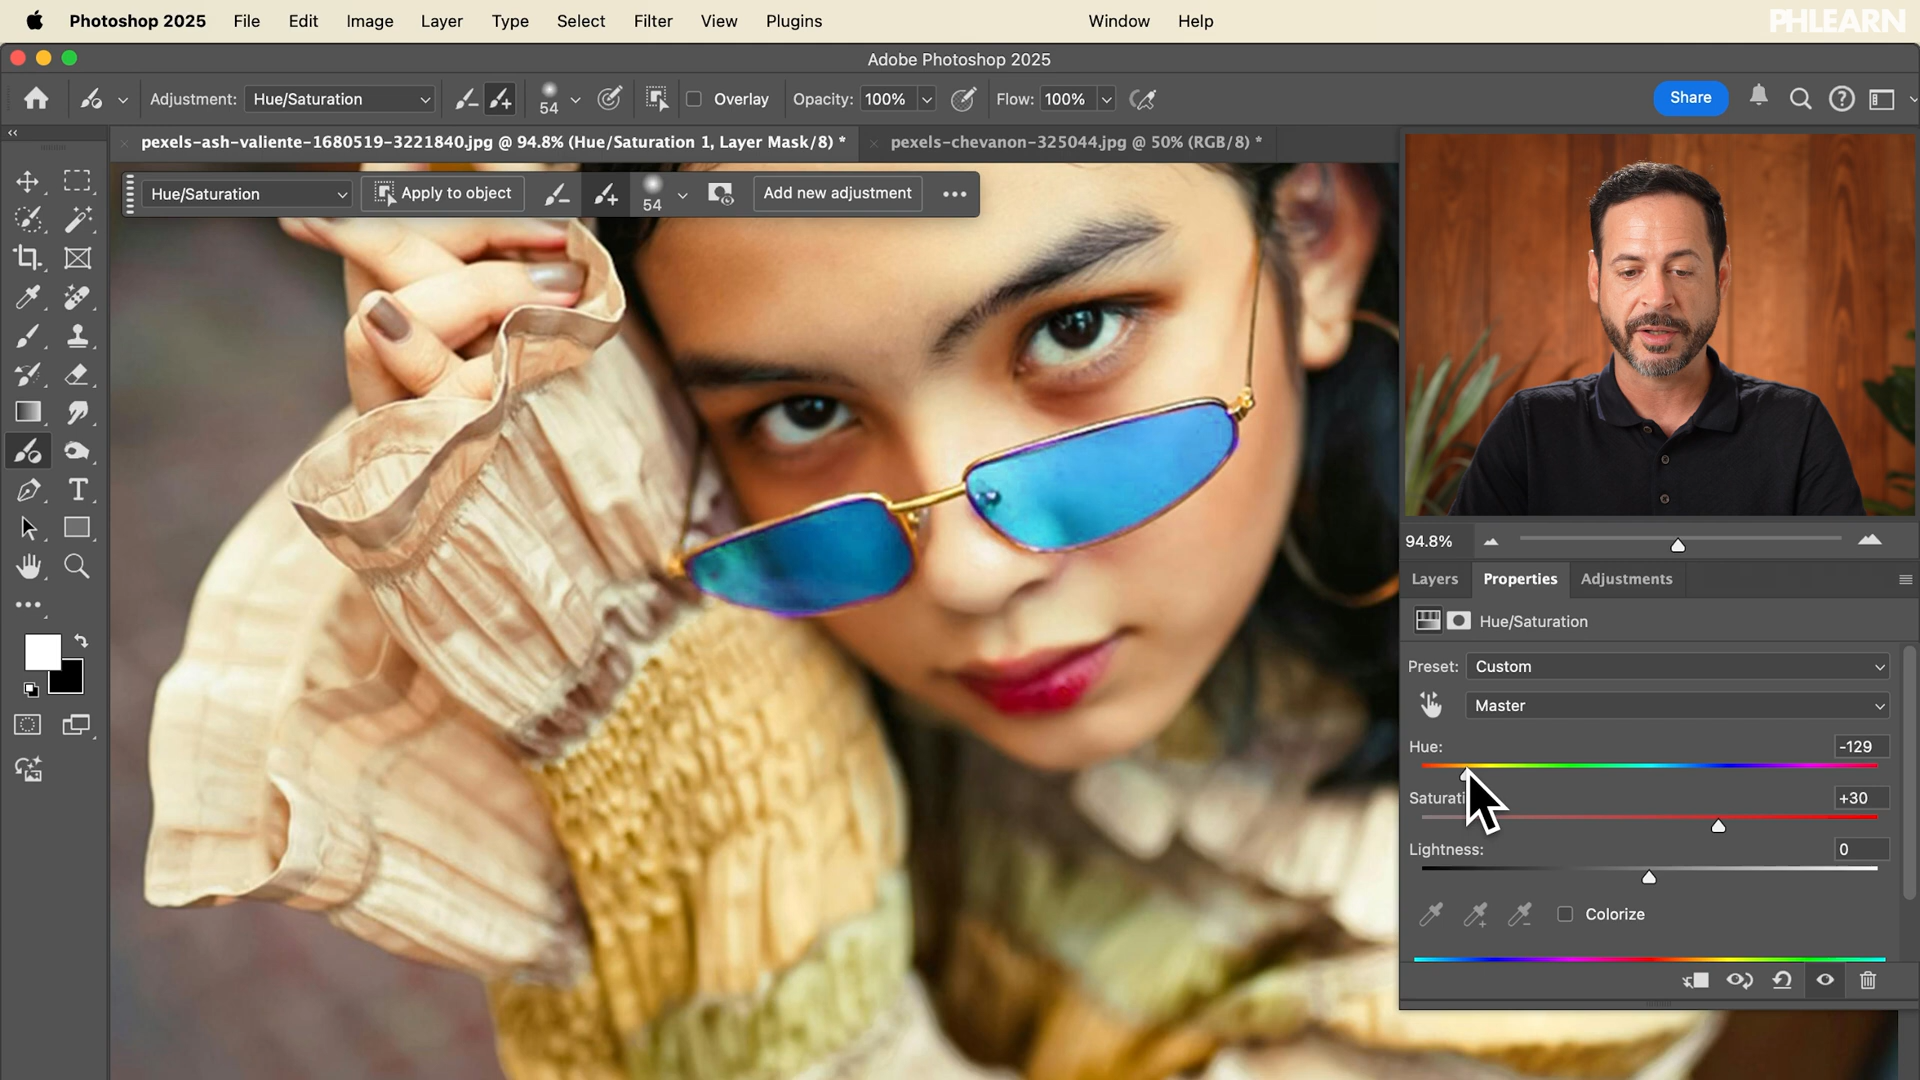 Photoshop 2025 File Edit Image Layer Type Select Filter View Plugins Window Help
PHLEARN
Adobe Photoshop 2025
Adjustment: Hue/Saturation 54 Overlay Opacity: 100% Flow: 100% Share
pexels-ash-valiente-1680519-3221840.jpg @ 94.8% (Hue/Saturation 1, Layer Mask/8) * pexels-chevanon-325044.jpg @ 50% (RGB/8) *
Hue/Saturation Apply to object 54 Add new adjustment
94.8%
Layers Properties Adjustments
Hue/Saturation
Preset: Custom
Master
Hue: -129
Saturati +30
Lightness: 0
Colorize